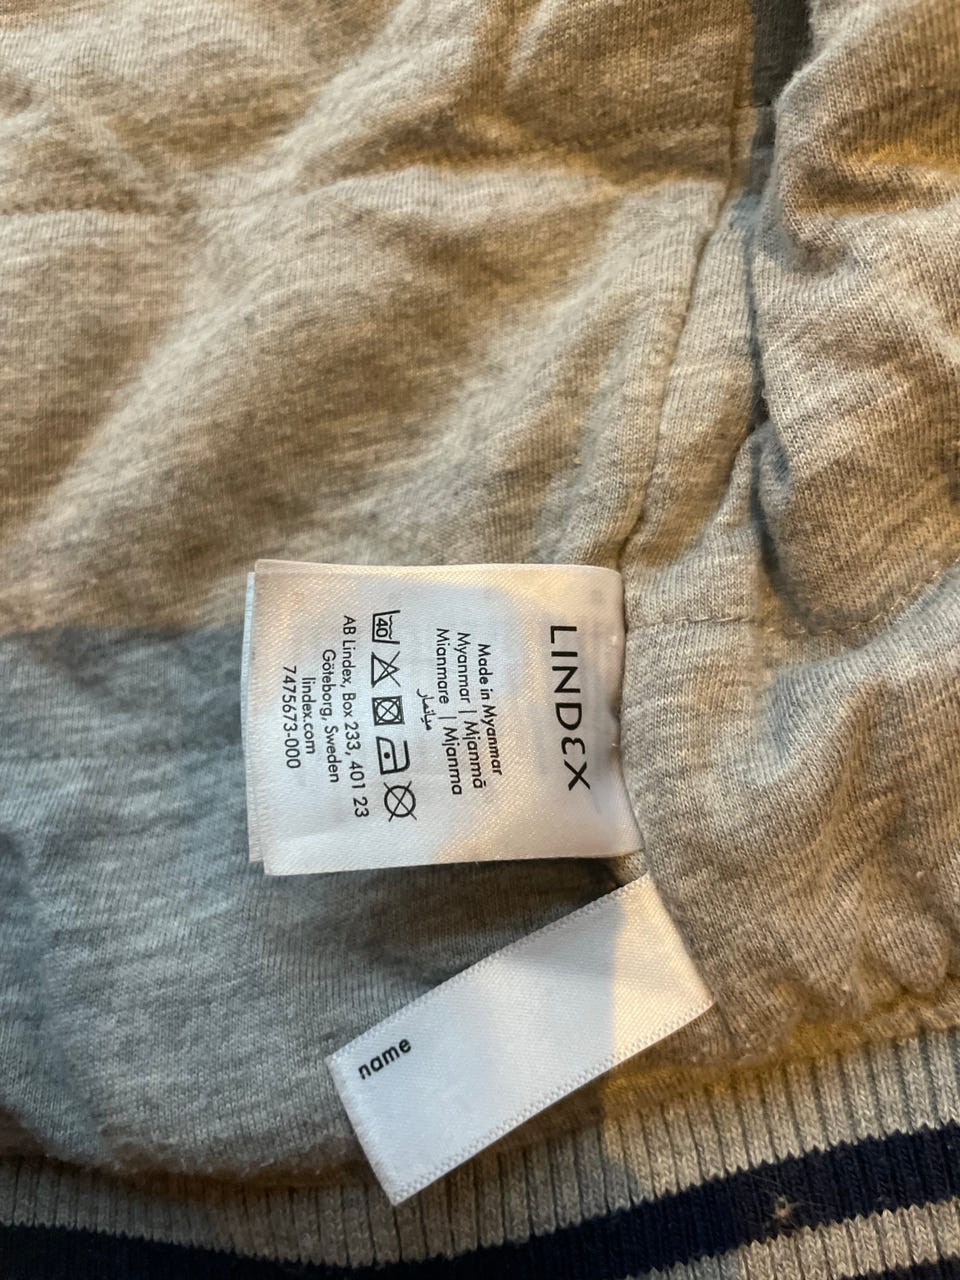 LINDEX
Made in Myanmar
Myanmar | Mjanmā
Mianmare | Mjanma
ميانمار
40
AB Lindex, Box 233, 401 23
Göteborg, Sweden
lindex.com
7475673-000
name